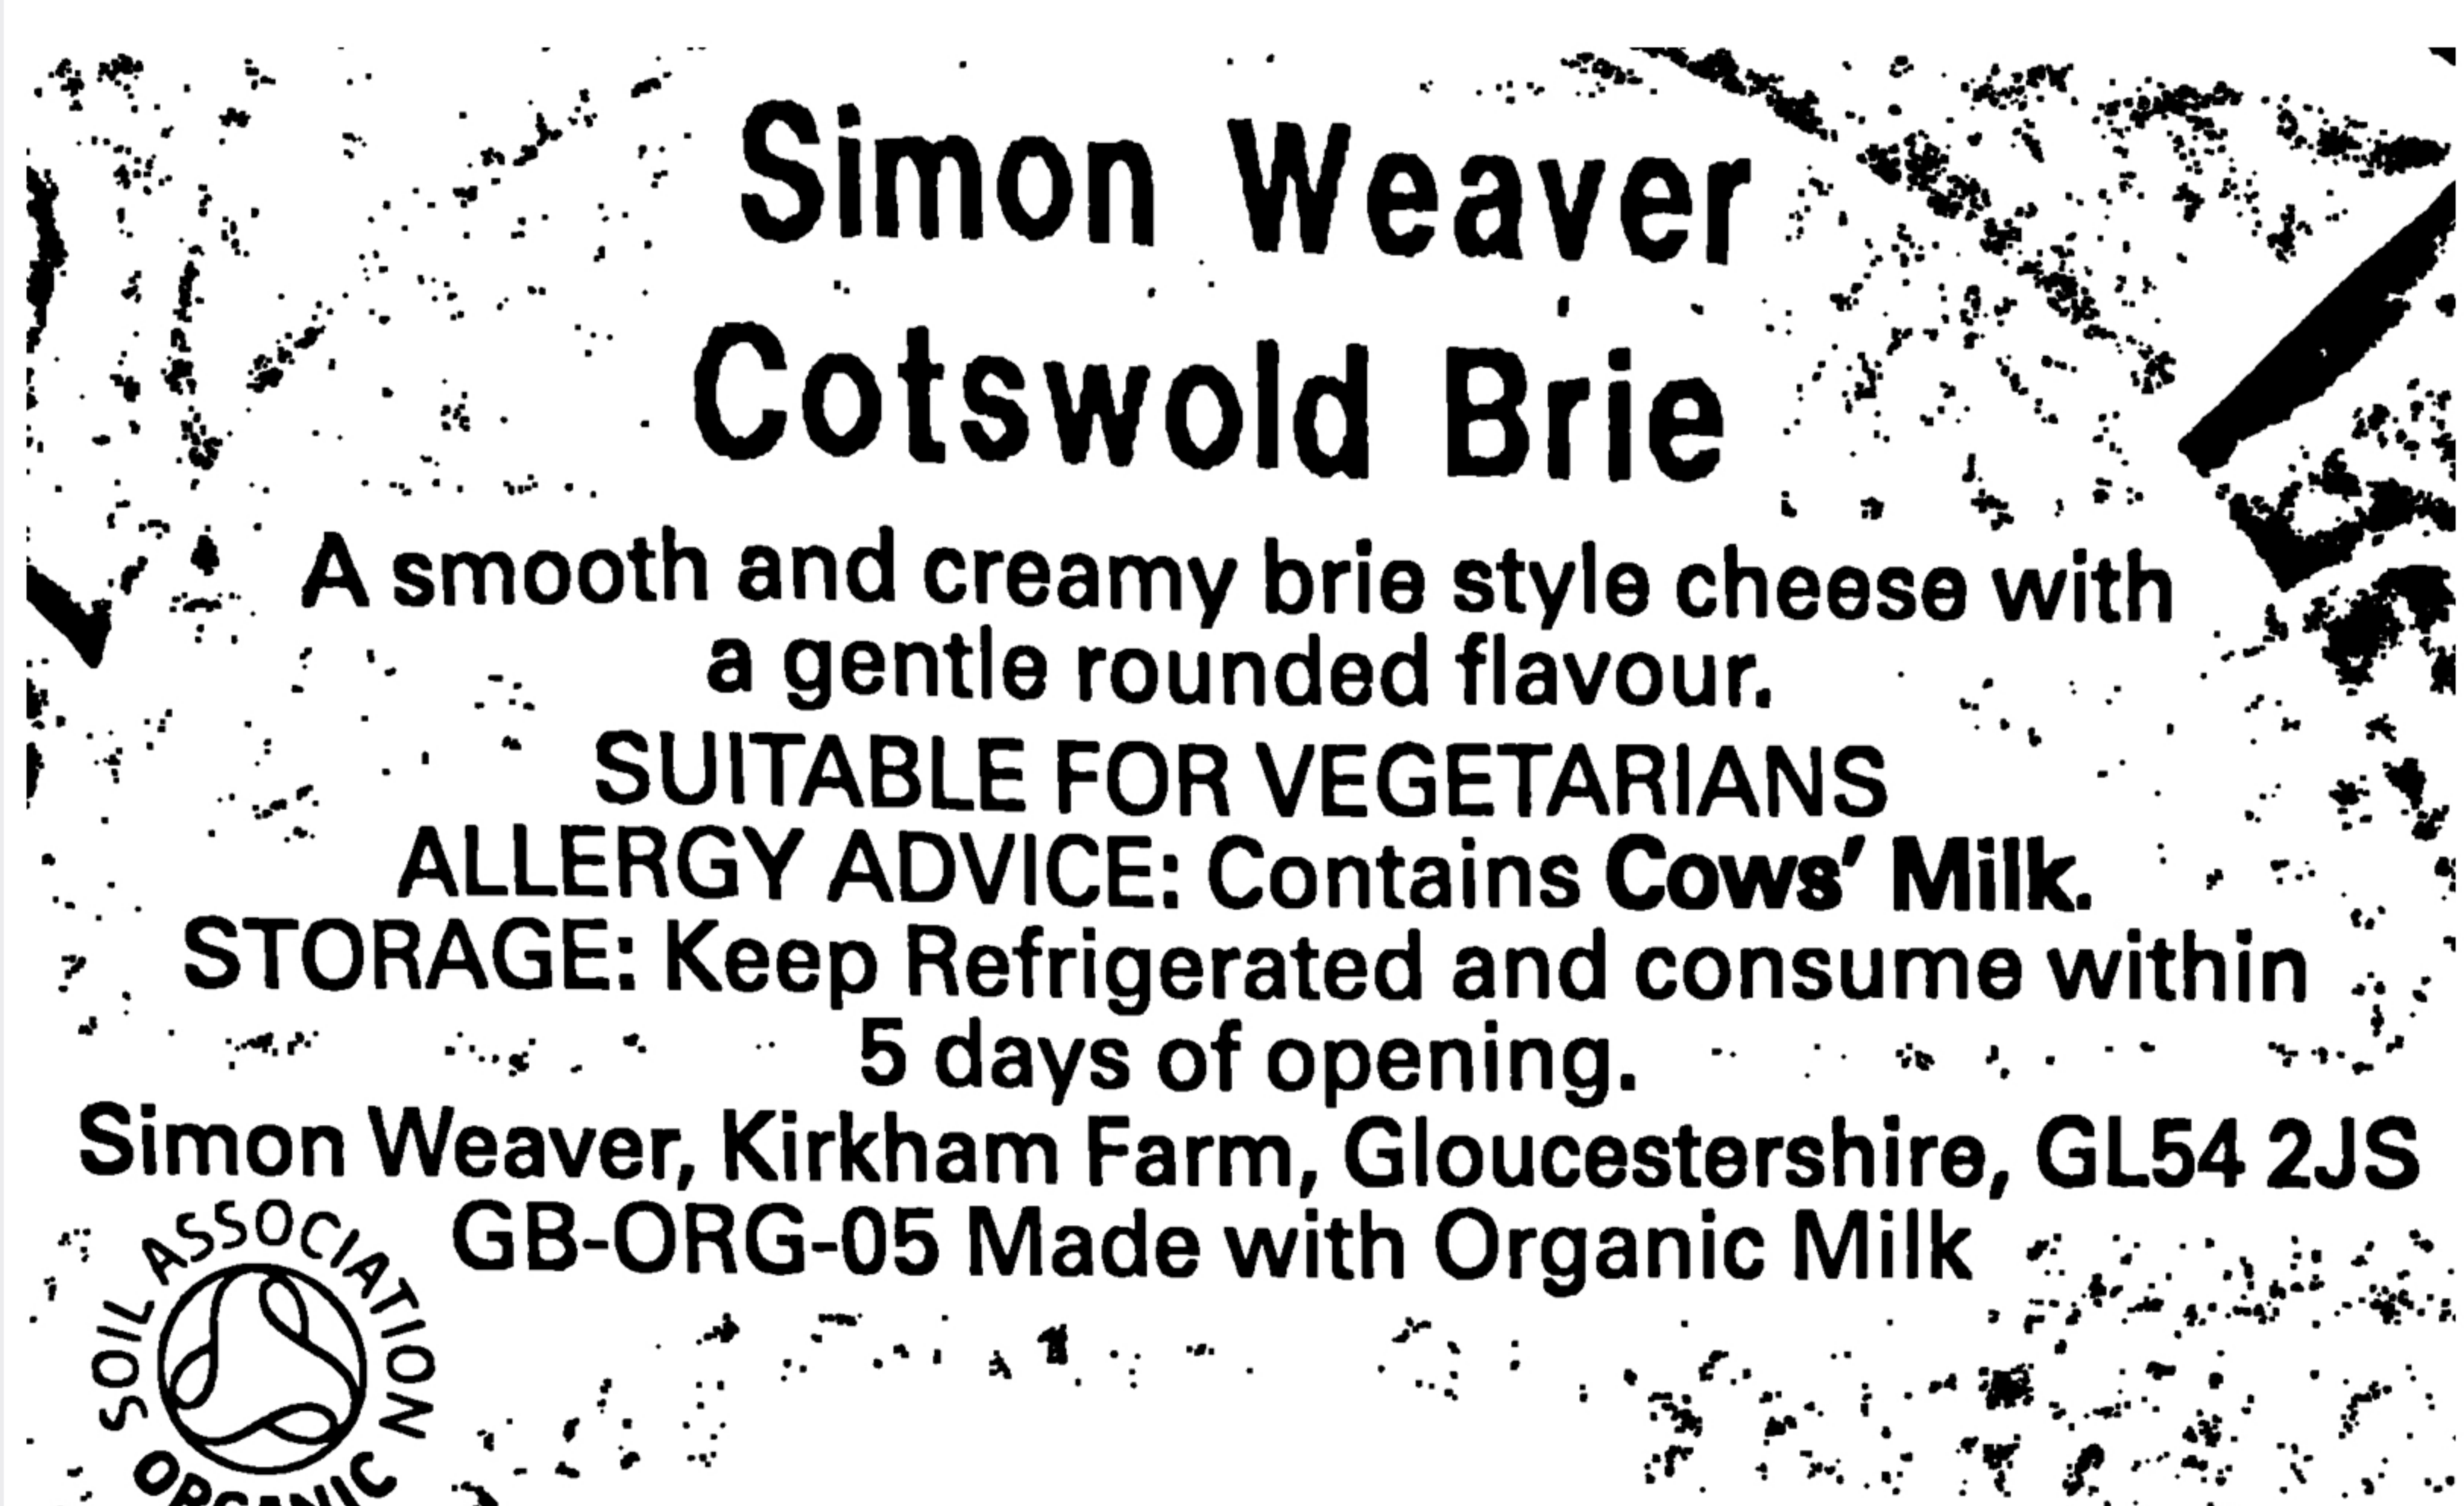 Simon Weaver
Cotswold Brie
A smooth and creamy brie style cheese with
a gentle rounded flavour.
SUITABLE FOR VEGETARIANS
ALLERGY ADVICE: Contains Cows' Milk.
STORAGE: Keep Refrigerated and consume within
5 days of opening.
Simon Weaver, Kirkham Farm, Gloucestershire, GL54 2JS
GB-ORG-05 Made with Organic Milk
SOIL ASSOCIATION
ORGANIC